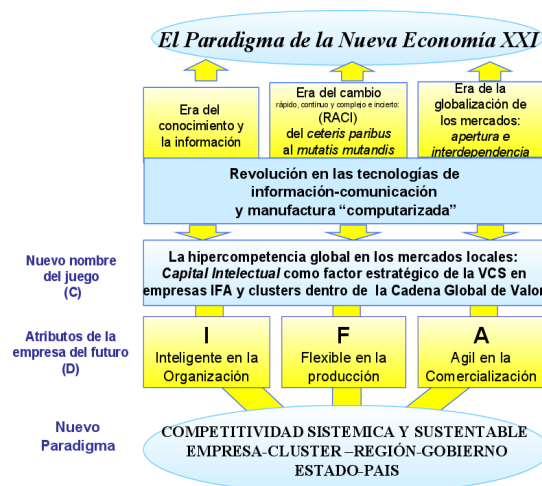 El Paradigma de la Nueva Economía XXI
Era del
conocimiento y
la información
Era del cambio
rápido, continuo y complejo e incierto:
(RACI)
del ceteris paribus
al mutatis mutandis
Era de la
globalización de
los mercados:
apertura e
interdependencia
Revolución en las tecnologías de
información-comunicación
y manufactura “computarizada”
Nuevo nombre
del juego
(C)
La hipercompetencia global en los mercados locales:
Capital Intelectual como factor estratégico de la VCS en
empresas IFA y clusters dentro de la Cadena Global de Valor
Atributos de la
empresa del futuro
(D)
I
Inteligente en la
Organización
F
Flexible en la
producción
A
Agil en la
Comercialización
Nuevo
Paradigma
COMPETITIVIDAD SISTEMICA Y SUSTENTABLE
EMPRESA-CLUSTER –REGIÓN-GOBIERNO
ESTADO-PAIS